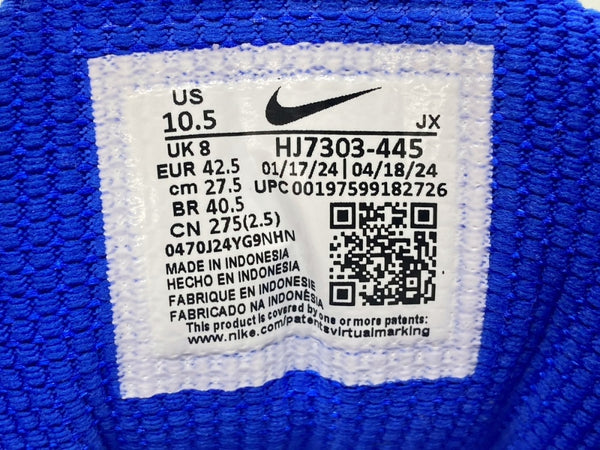 US
10.5
JX
UK 8
HJ7303-445
EUR 42.5
01/17/24 | 04/18/24
cm 27.5
UPC 00197599182726
BR 40.5
CN 275(2.5)
0470J24YG9NHN
MADE IN INDONESIA
HECHO EN INDONESIA
FABRIQUE EN INDONESIE
FABRICADO NA INDONÉSIA
This product is covered by one or more patents:
www.nike.com/patentsvirtualmarking